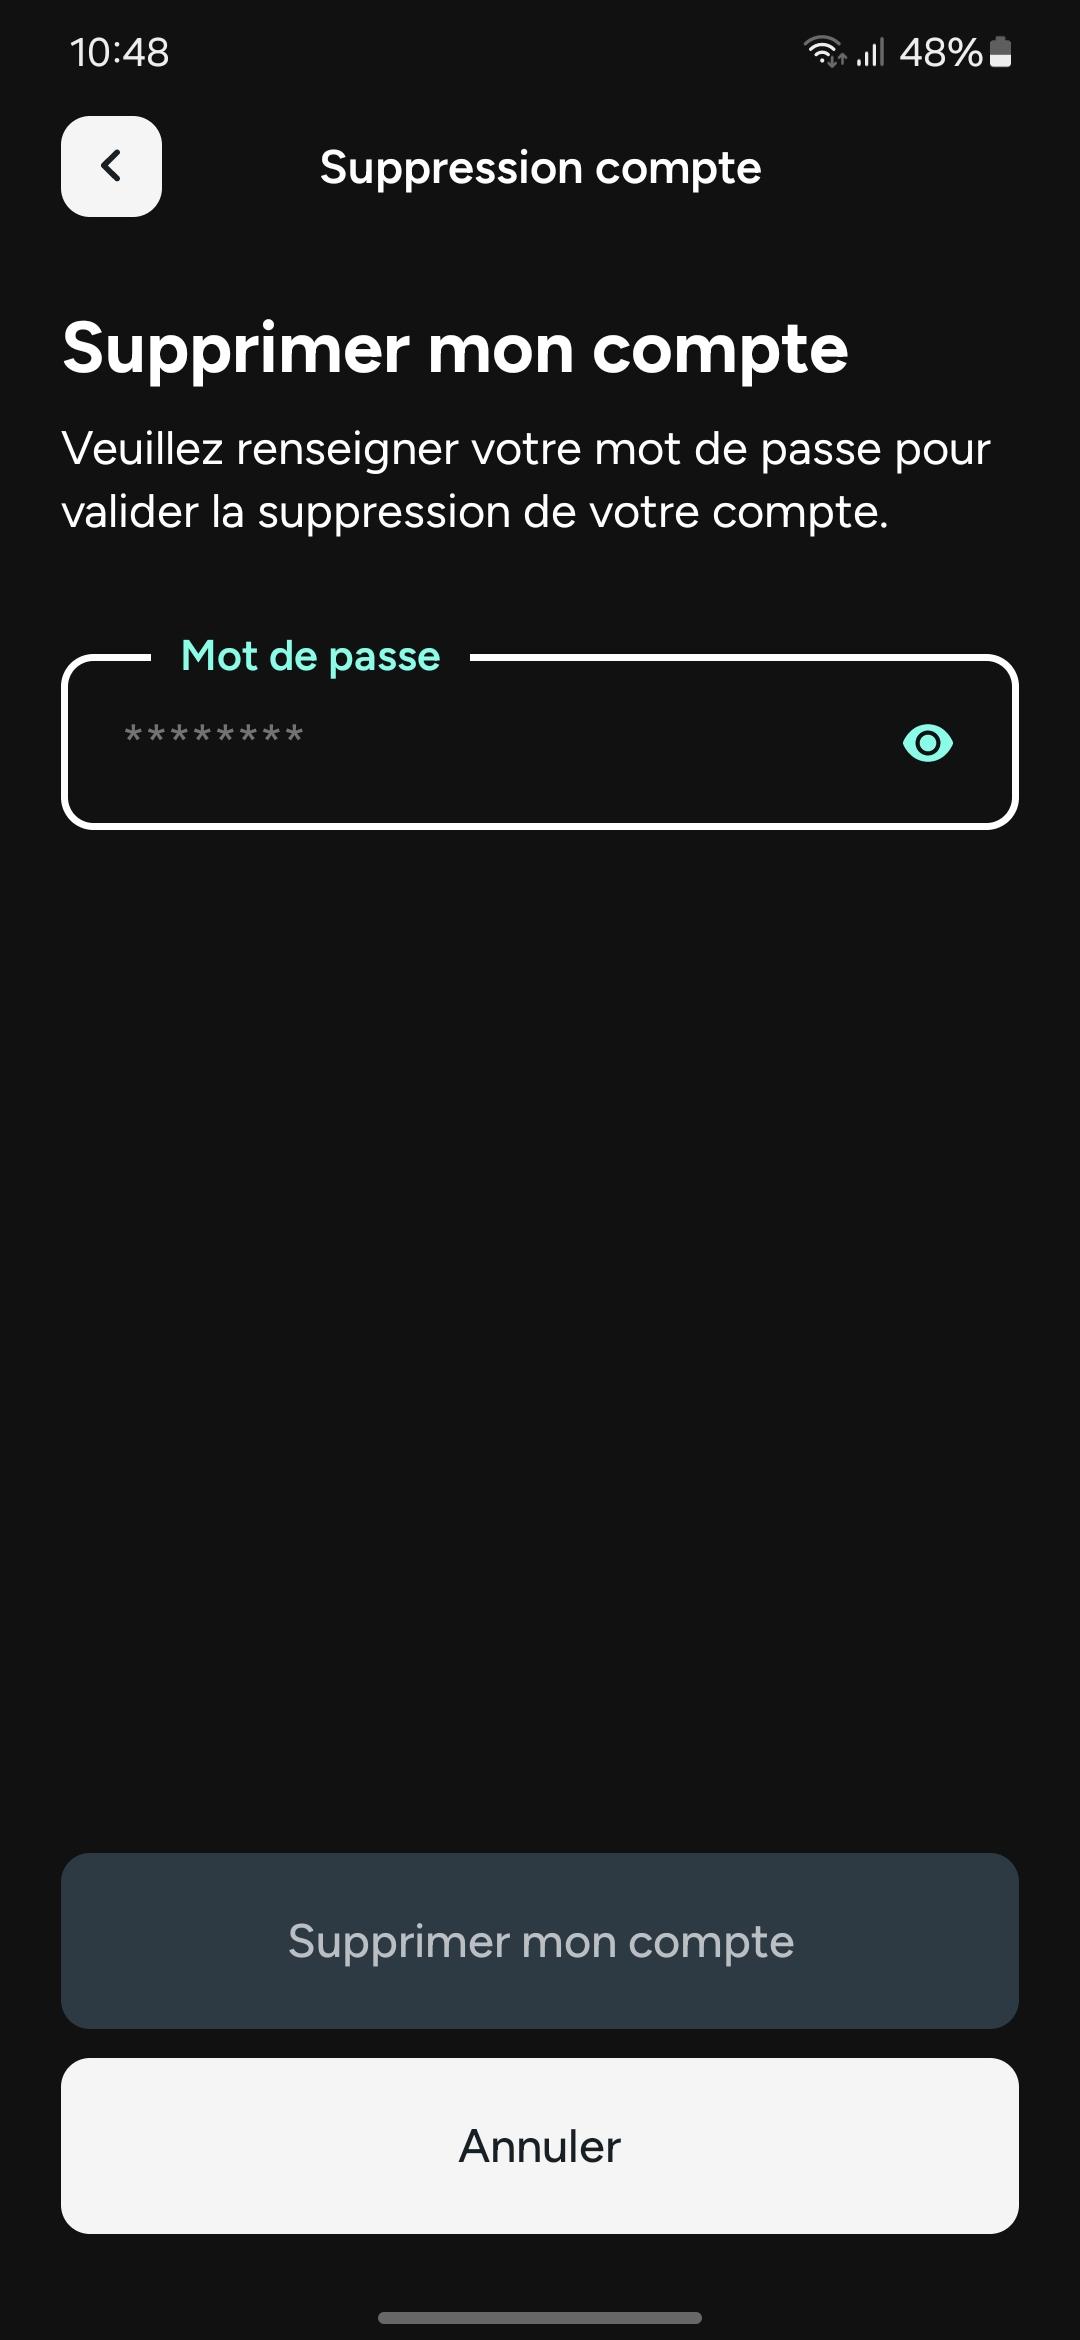 10:48
48%
Suppression compte
Supprimer mon compte
Veuillez renseigner votre mot de passe pour
valider la suppression de votre compte.
Mot de passe
********
Supprimer mon compte
Annuler